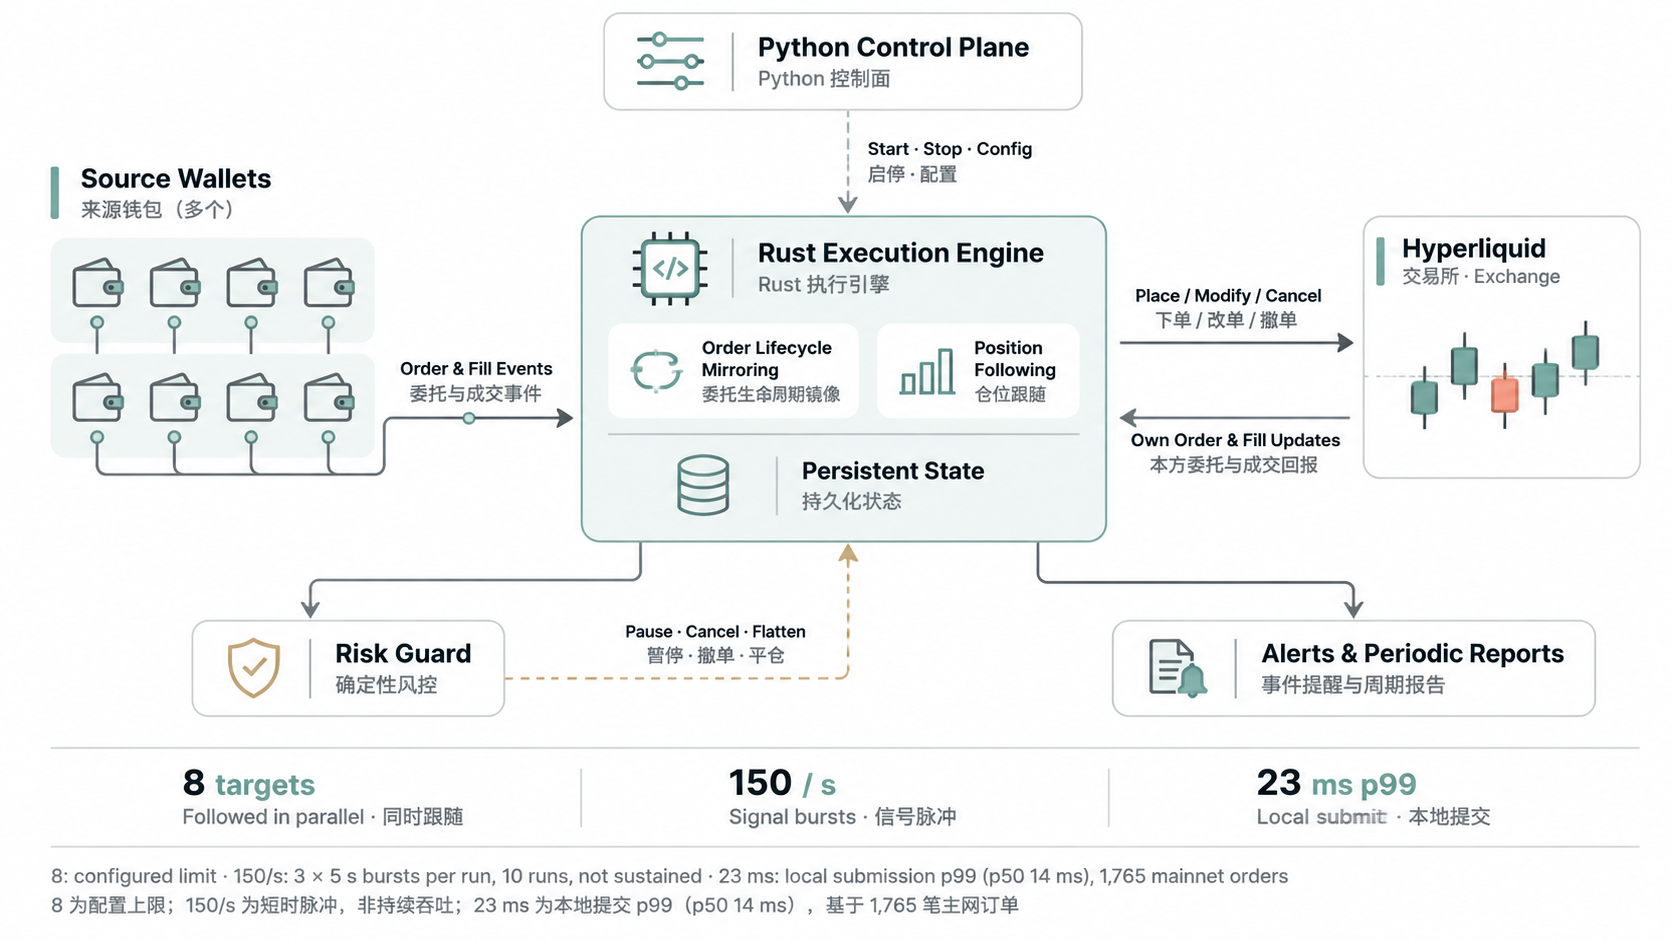 Python Control Plane
Python 控制面
Start · Stop · Config
启停 · 配置
Source Wallets
来源钱包（多个）
Order & Fill Events
委托与成交事件
</>
Rust Execution Engine
Rust 执行引擎
Order Lifecycle
Mirroring
委托生命周期镜像
Position
Following
仓位跟随
Persistent State
持久化状态
Place / Modify / Cancel
下单 / 改单 / 撤单
Own Order & Fill Updates
本方委托与成交回报
Hyperliquid
交易所 · Exchange
Risk Guard
确定性风控
Pause · Cancel · Flatten
暂停 · 撤单 · 平仓
Alerts & Periodic Reports
事件提醒与周期报告
8 targets
Followed in parallel · 同时跟随
150 / s
Signal bursts · 信号脉冲
23 ms p99
Local submit · 本地提交
8: configured limit · 150/s: 3 × 5 s bursts per run, 10 runs, not sustained · 23 ms: local submission p99 (p50 14 ms), 1,765 mainnet orders
8 为配置上限；150/s 为短时脉冲，非持续吞吐；23 ms 为本地提交 p99（p50 14 ms），基于 1,765 笔主网订单